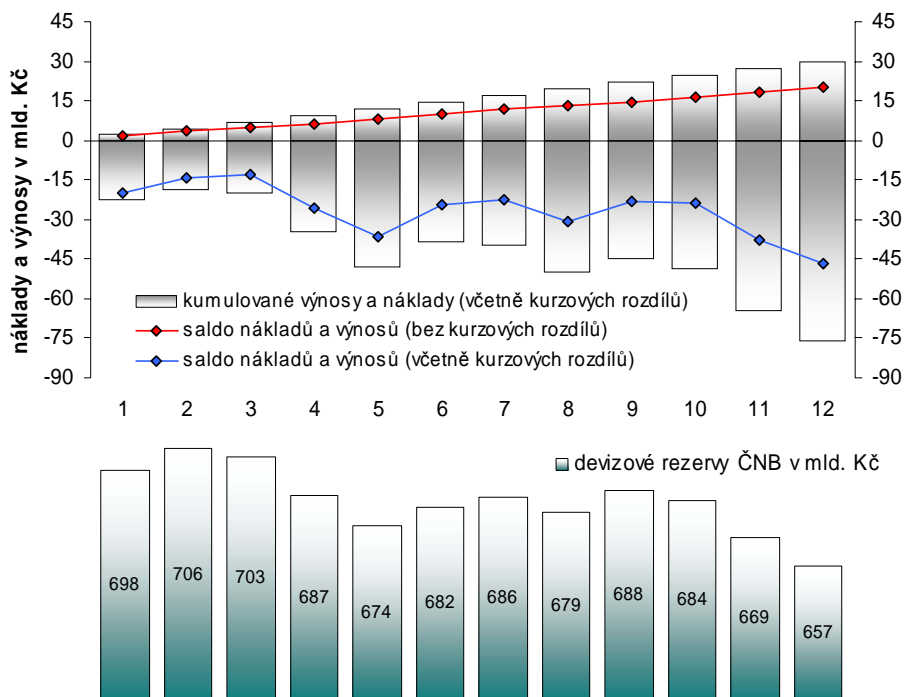 45
30
15
0
-15
-30
-45
-60
-75
-90
náklady a výnosy v mld. Kč
45
30
15
0
-15
-30
-45
-60
-75
-90
kumulované výnosy a náklady (včetně kurzových rozdílů)
saldo nákladů a výnosů (bez kurzových rozdílů)
saldo nákladů a výnosů (včetně kurzových rozdílů)
1 2 3 4 5 6 7 8 9 10 11 12
devizové rezervy ČNB v mld. Kč
698 706 703 687 674 682 686 679 688 684 669 657